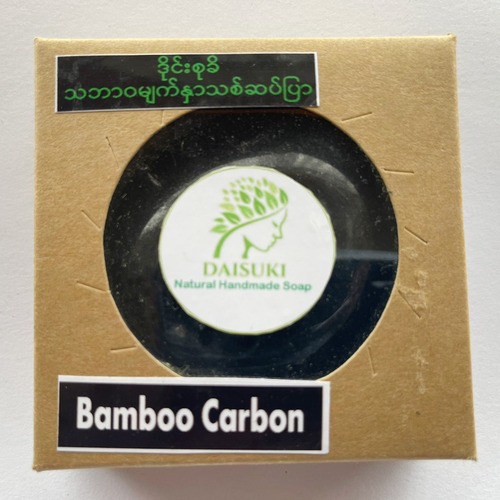 ဒိုင်းစုခိ
သဘာဝမျက်နှာသစ်ဆပ်ပြာ
DAISUKI
Natural Handmade Soap
Bamboo Carbon